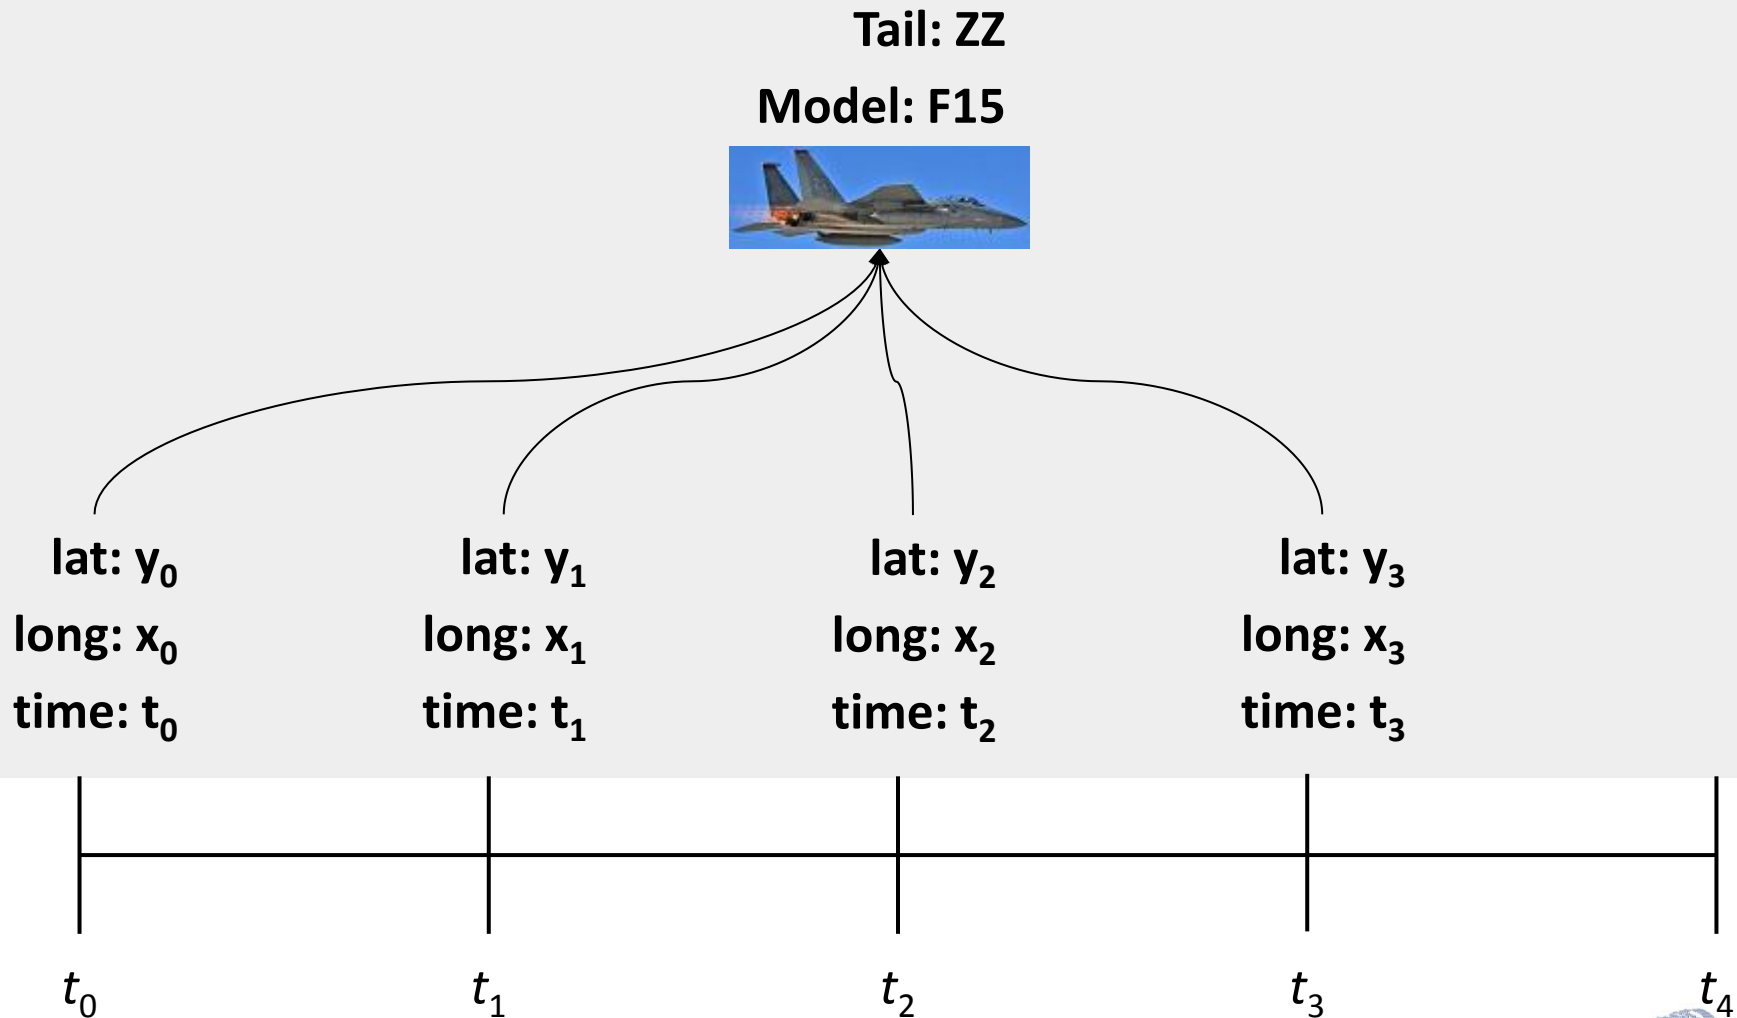 Tail: ZZ
Model: F15
lat: y₀ lat: y₁ lat: y₂ lat: y₃
long: x₀ long: x₁ long: x₂ long: x₃
time: t₀ time: t₁ time: t₂ time: t₃
t₀ t₁ t₂ t₃ t₄